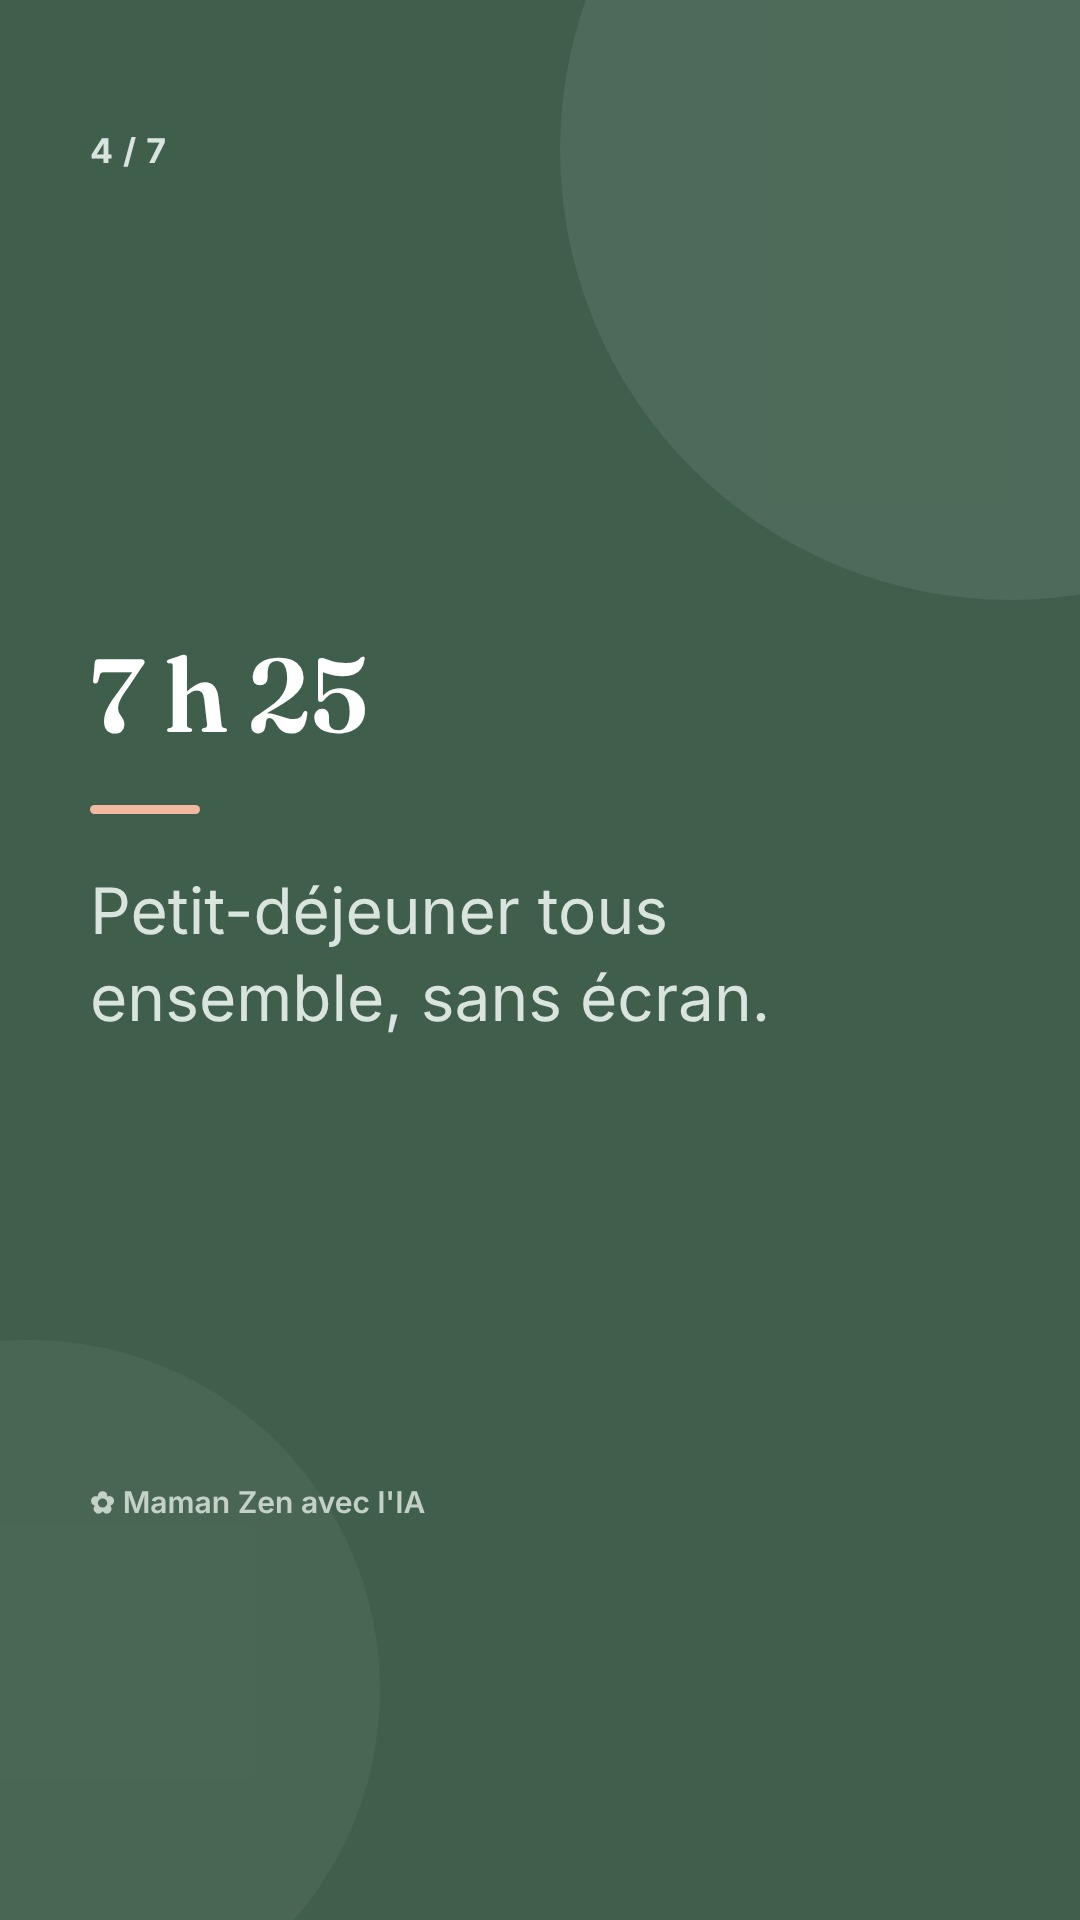 4 / 7
7 h 25
Petit-déjeuner tous
ensemble, sans écran.
✿ Maman Zen avec l'IA